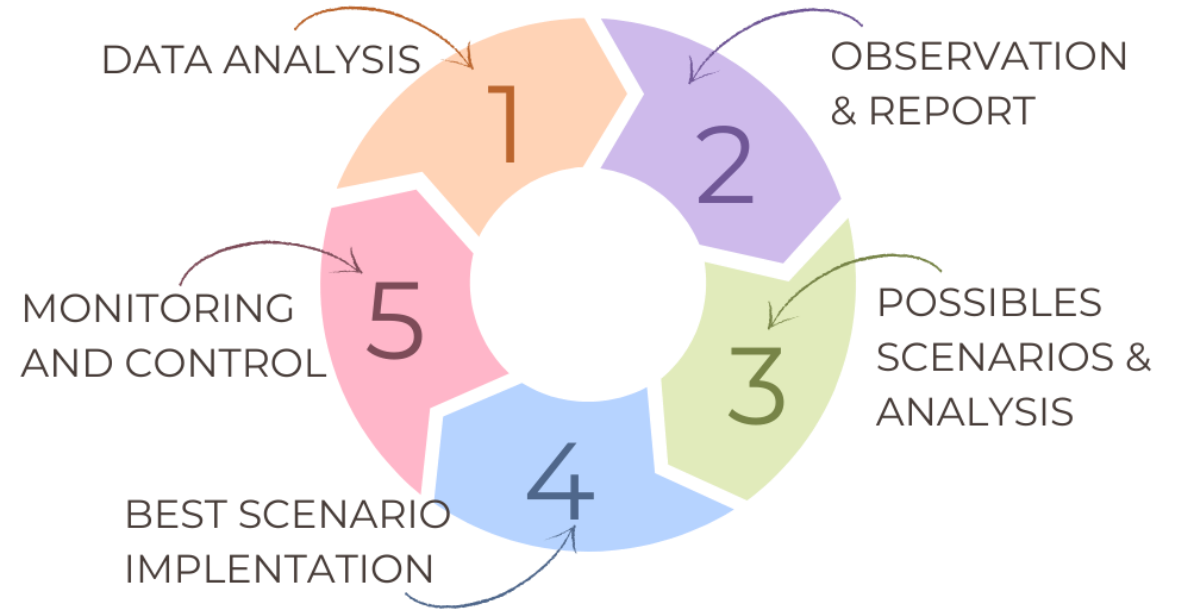 DATA ANALYSIS
1
OBSERVATION
& REPORT
2
POSSIBLES
SCENARIOS &
ANALYSIS
3
BEST SCENARIO
IMPLENTATION
4
MONITORING
AND CONTROL
5